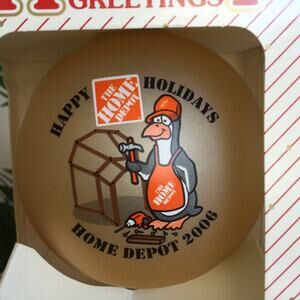 GREETINGS
HAPPY HOLIDAYS
THE
HOME
DEPOT
THE
HOME
DEPOT
HOME DEPOT 2006